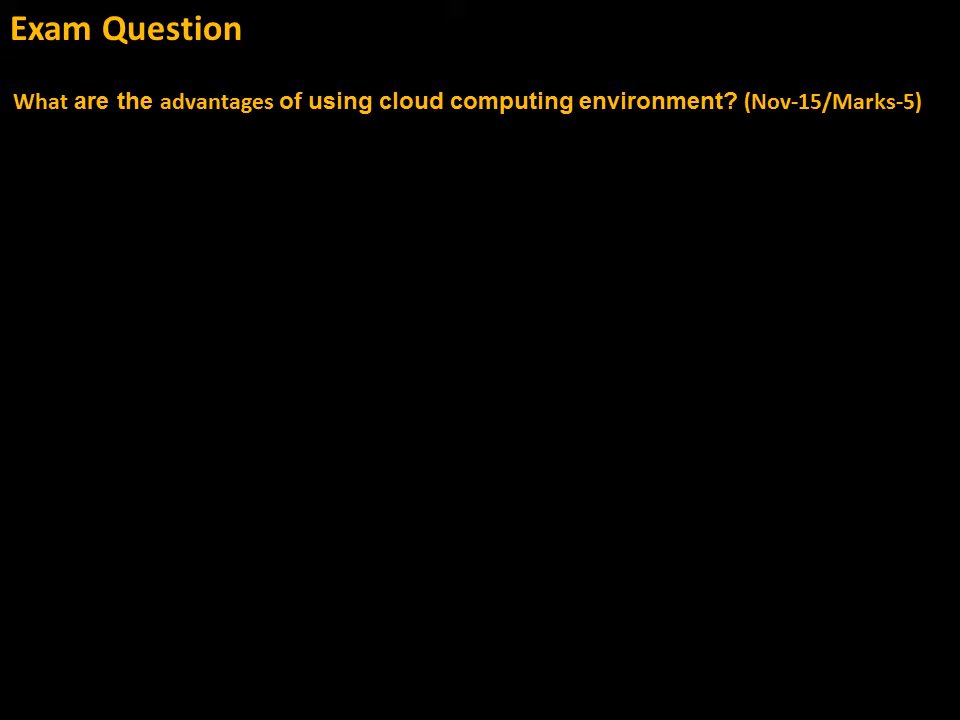 Exam Question
What are the advantages of using cloud computing environment? (Nov-15/Marks-5)